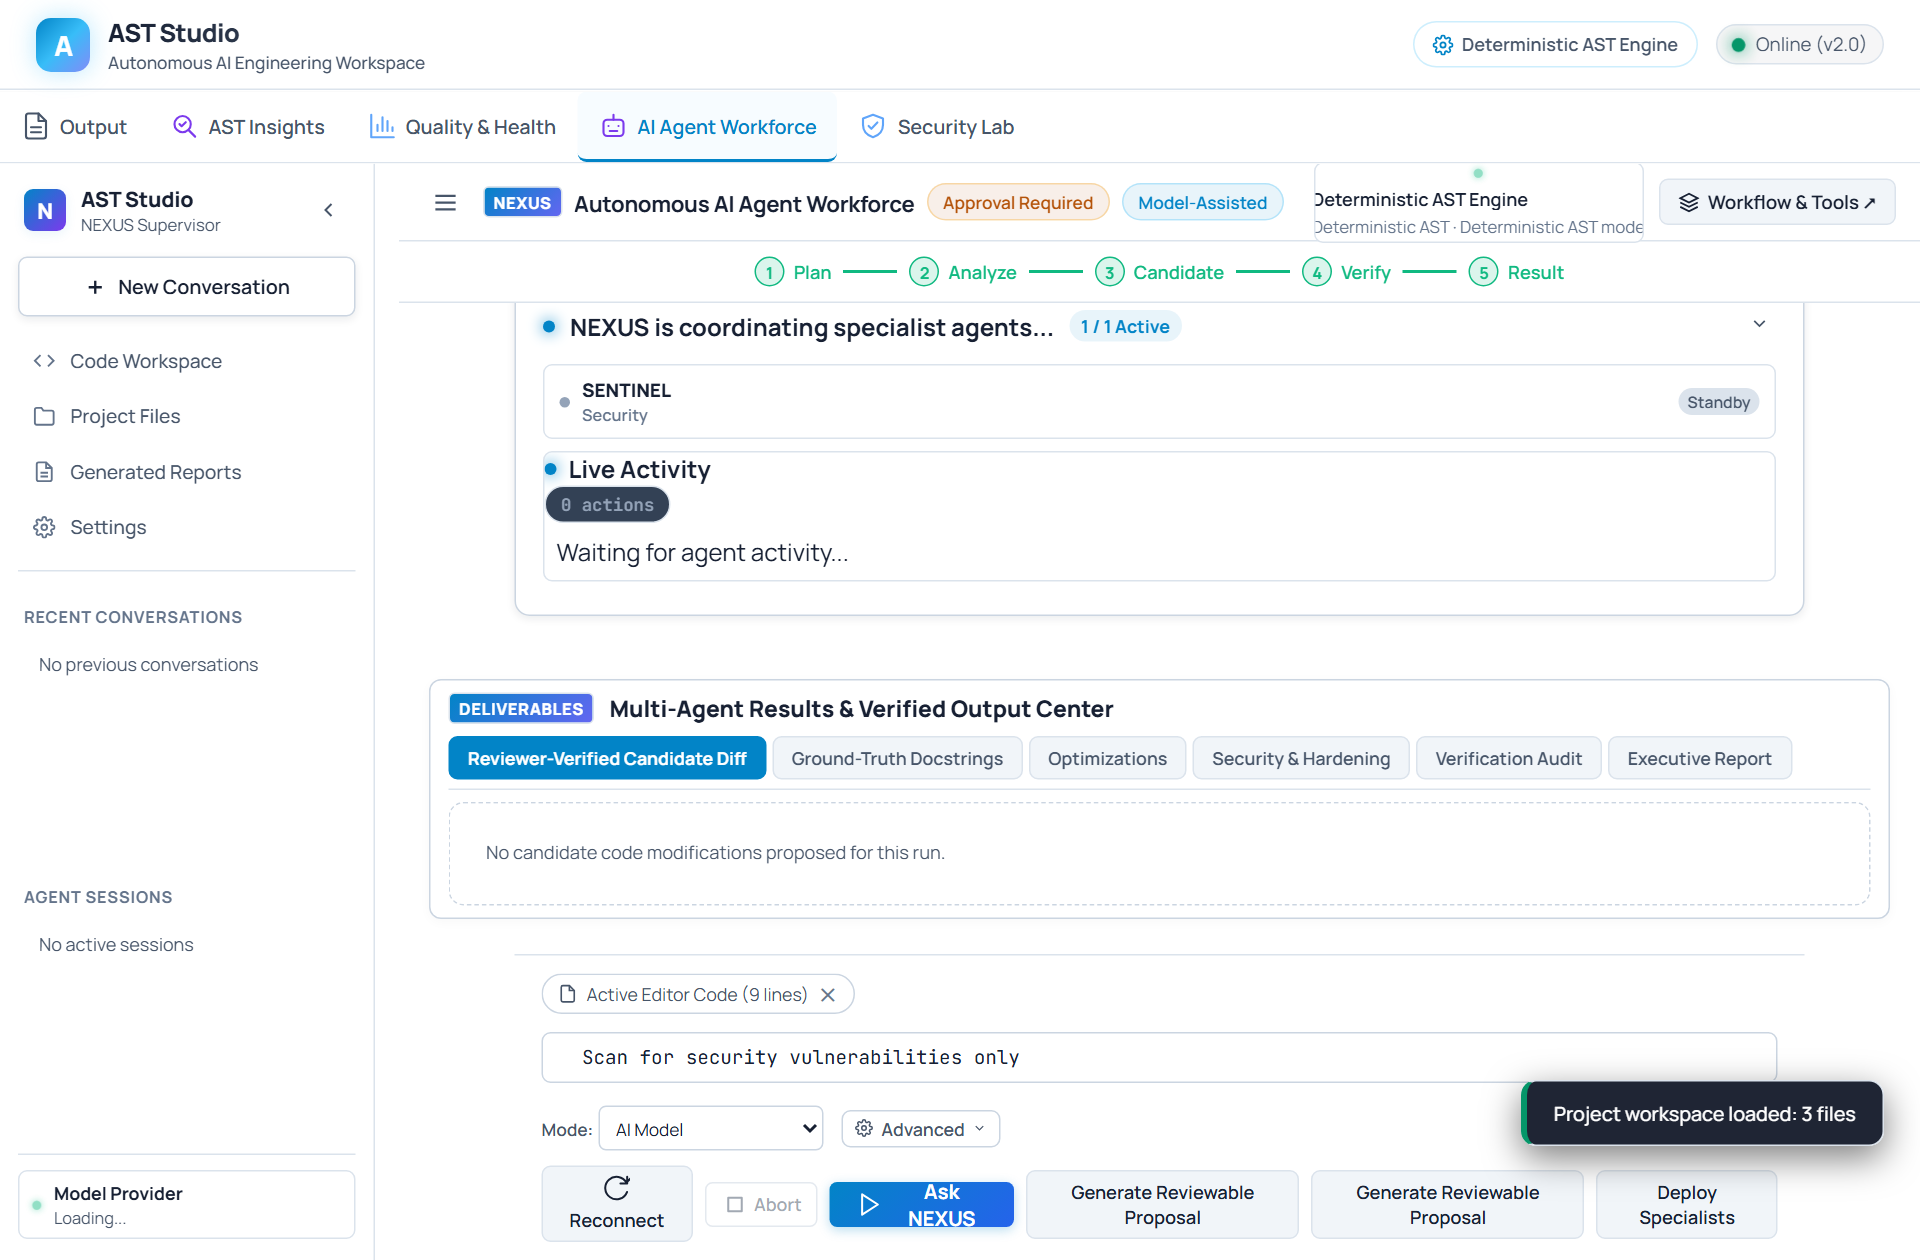 A
AST Studio
Autonomous AI Engineering Workspace
Deterministic AST Engine
Online (v2.0)
Output
AST Insights
Quality & Health
AI Agent Workforce
Security Lab
N
AST Studio
NEXUS Supervisor
New Conversation
Code Workspace
Project Files
Generated Reports
Settings
RECENT CONVERSATIONS
No previous conversations
AGENT SESSIONS
No active sessions
Model Provider
Loading...
NEXUS
Autonomous AI Agent Workforce
Approval Required
Model-Assisted
Deterministic AST Engine
Deterministic AST · Deterministic AST mode
Workflow & Tools ↗
1 Plan
2 Analyze
3 Candidate
4 Verify
5 Result
NEXUS is coordinating specialist agents...
1 / 1 Active
SENTINEL
Security
Standby
Live Activity
0 actions
Waiting for agent activity...
DELIVERABLES
Multi-Agent Results & Verified Output Center
Reviewer-Verified Candidate Diff
Ground-Truth Docstrings
Optimizations
Security & Hardening
Verification Audit
Executive Report
No candidate code modifications proposed for this run.
Active Editor Code (9 lines)
Scan for security vulnerabilities only
Project workspace loaded: 3 files
Mode:
AI Model
Advanced
Reconnect
Abort
Ask
NEXUS
Generate Reviewable
Proposal
Generate Reviewable
Proposal
Deploy
Specialists